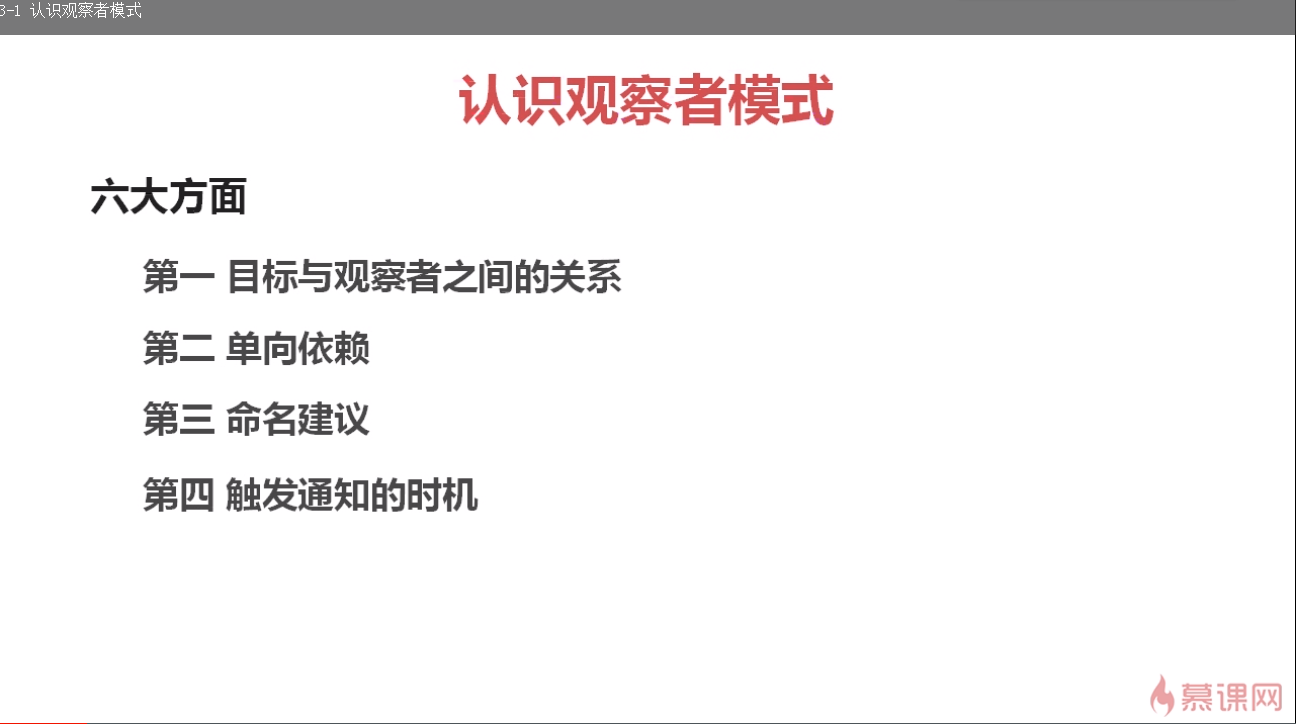 3-1 认识观察者模式
认识观察者模式
六大方面
第一 目标与观察者之间的关系
第二 单向依赖
第三 命名建议
第四 触发通知的时机
慕课网